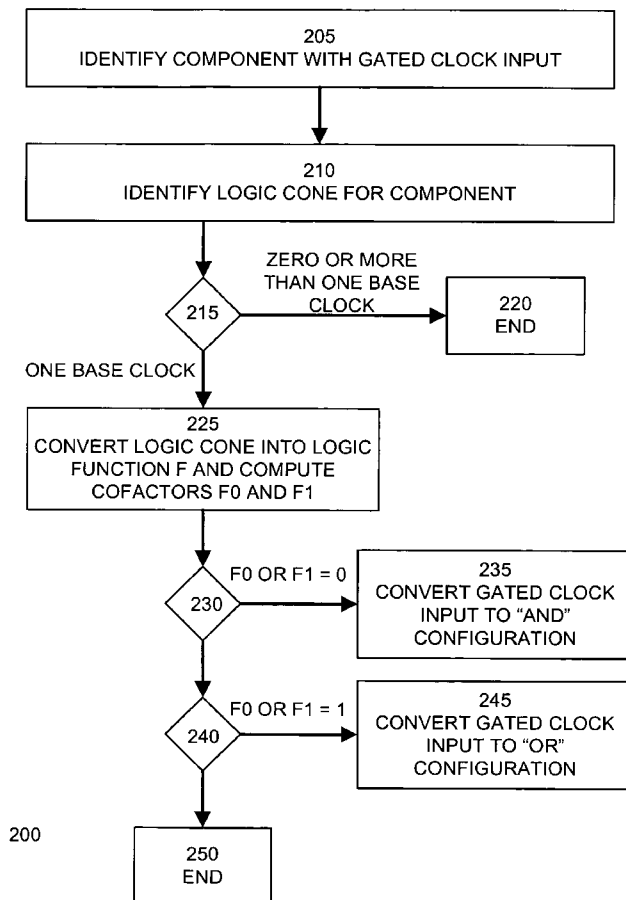 205
IDENTIFY COMPONENT WITH GATED CLOCK INPUT
210
IDENTIFY LOGIC CONE FOR COMPONENT
ZERO OR MORE
THAN ONE BASE
CLOCK
215
220
END
ONE BASE CLOCK
225
CONVERT LOGIC CONE INTO LOGIC
FUNCTION F AND COMPUTE
COFACTORS F0 AND F1
F0 OR F1 = 0
230
235
CONVERT GATED CLOCK
INPUT TO “AND”
CONFIGURATION
F0 OR F1 = 1
240
245
CONVERT GATED CLOCK
INPUT TO “OR”
CONFIGURATION
200
250
END